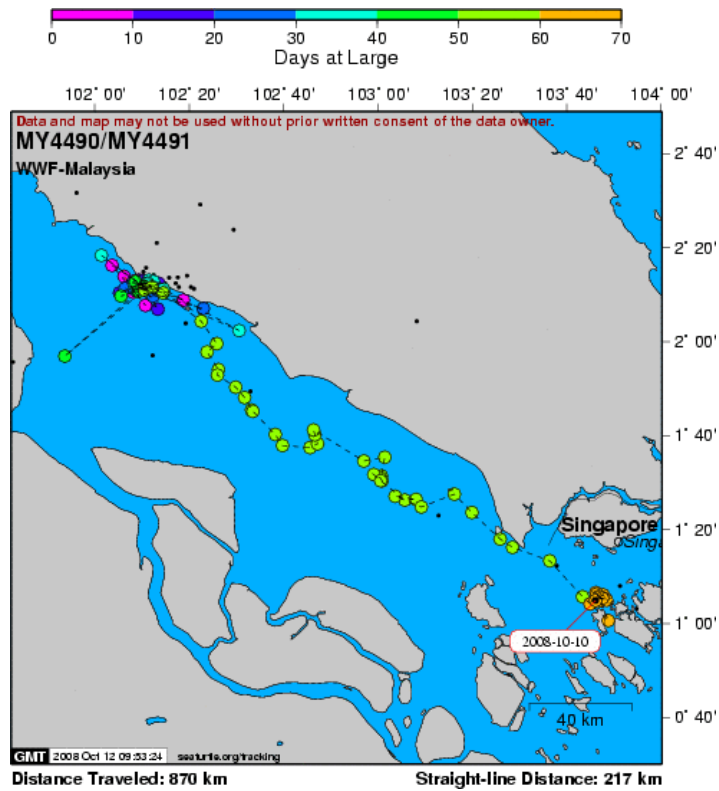 0 10 20 30 40 50 60 70
Days at Large
102° 00' 102° 20' 102° 40' 103° 00' 103° 20' 103° 40' 104° 00'
Data and map may not be used without prior written consent of the data owner.
MY4490/MY4491
WWF-Malaysia
2° 40'
2° 20'
2° 00'
1° 40'
1° 20'
Singapore
Singa
1° 00'
2008-10-10
0° 40'
40 km
GMT 2008 Oct 12 09:53:24 seaturtle.org/tracking
Distance Traveled: 870 km Straight-line Distance: 217 km